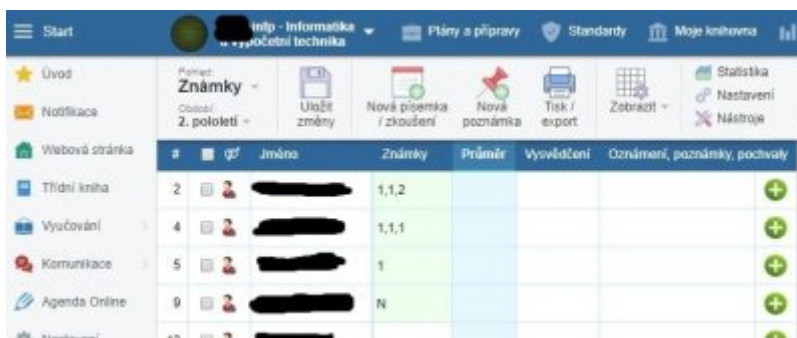 Start
intp - Informatika
a výpočetní technika
Plány a přípravy
Standardy
Moje knihovna
Úvod
Notifikace
Webová stránka
Třídní kniha
Vyučování
Komunikace
Agenda Online
Nastavení
Pohled:
Známky
Období:
2. pololetí
Uložit
změny
Nová písemka
/ zkoušení
Nová
poznámka
Tisk /
export
Zobrazit
Statistika
Nastavení
Nástroje
# Jméno Známky Průměr Vysvědčení Oznámení, poznámky, pochvaly
2 1,1,2
4 1,1,1
5 1
9 N